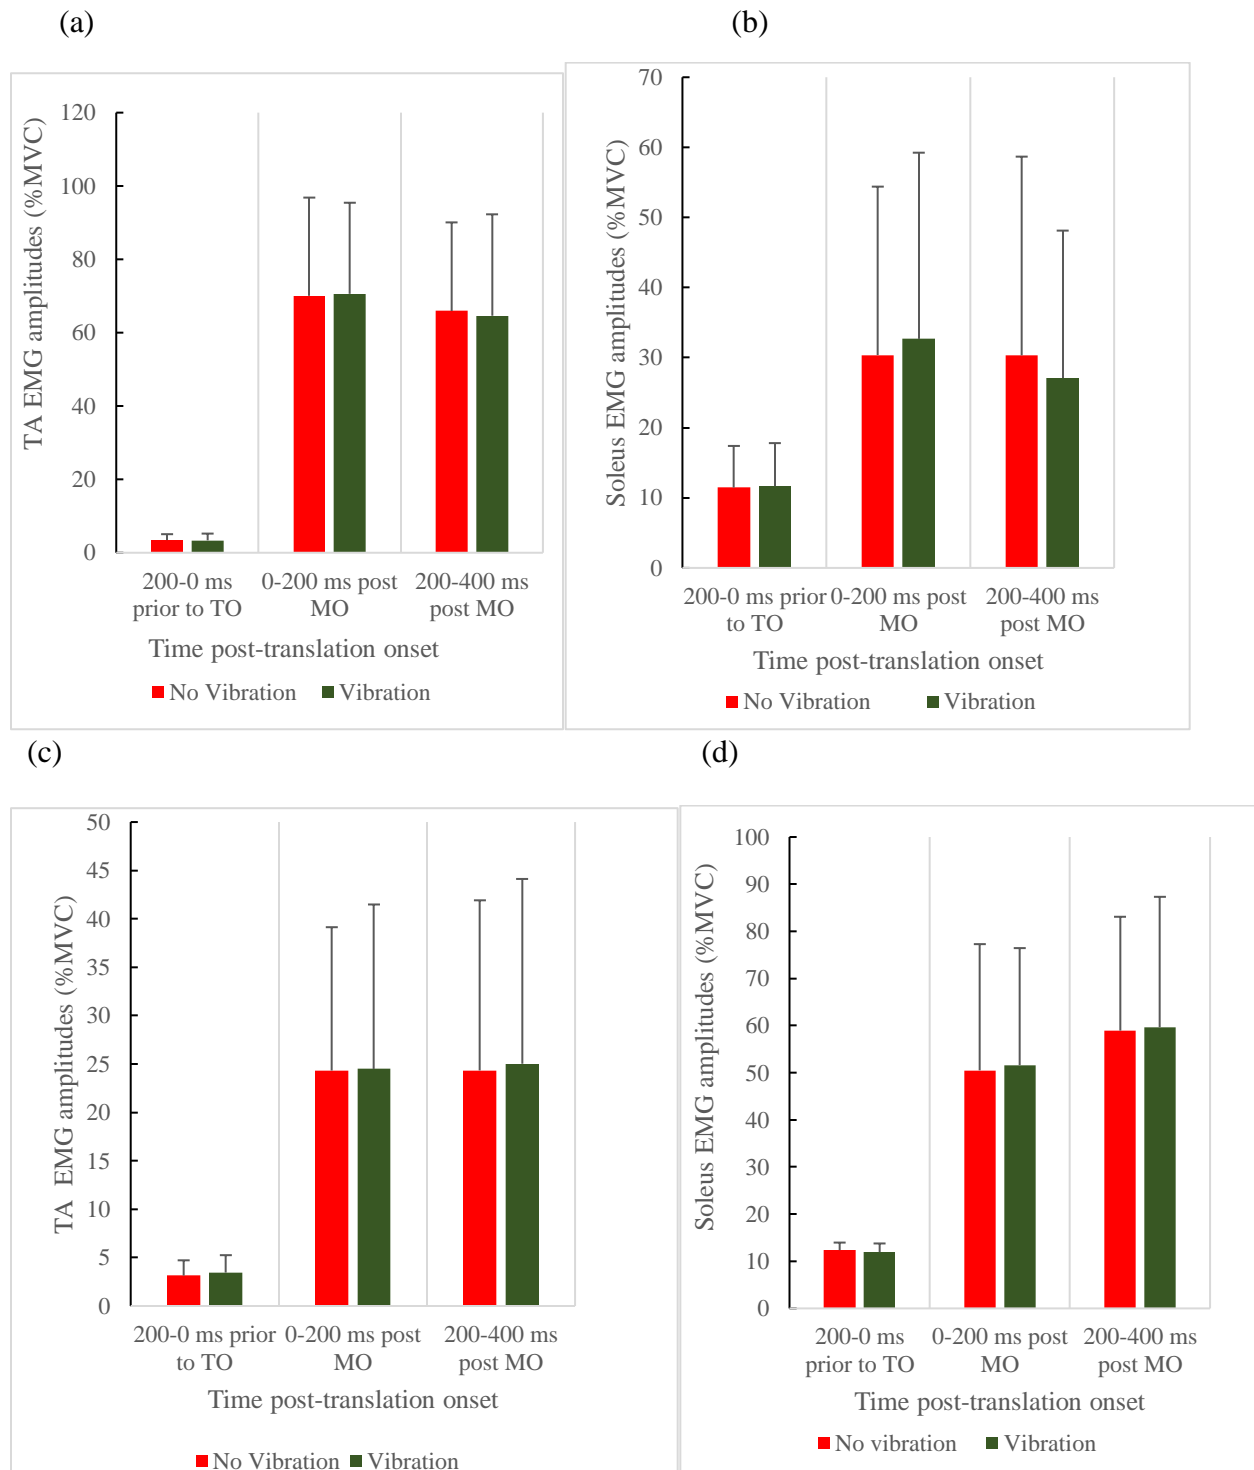 (a)
TA EMG amplitudes (%MVC)
120
100
80
60
40
20
0
200-0 ms
prior to TO
0-200 ms post
MO
200-400 ms
post MO
Time post-translation onset
No Vibration
Vibration
(b)
Soleus EMG amplitudes (%MVC)
70
60
50
40
30
20
10
0
200-0 ms prior
to TO
0-200 ms post
MO
200-400 ms
post MO
Time post-translation onset
No Vibration
Vibration
(c)
TA  EMG amplitudes (%MVC)
50
45
40
35
30
25
20
15
10
5
0
200-0 ms prior
to TO
0-200 ms post
MO
200-400 ms
post MO
Time post-translation onset
No Vibration
Vibration
(d)
Soleus EMG amplitudes (%MVC)
100
90
80
70
60
50
40
30
20
10
0
200-0 ms
prior to TO
0-200 ms post
MO
200-400 ms
post MO
Time post-translation onset
No vibration
Vibration